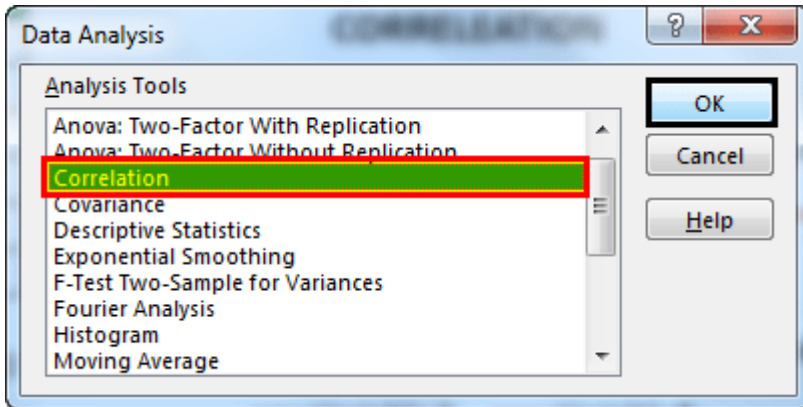 Data Analysis
CORRELEATION
Analysis Tools
Anova: Two-Factor With Replication
Anova: Two-Factor Without Replication
Correlation
Covariance
Descriptive Statistics
Exponential Smoothing
F-Test Two-Sample for Variances
Fourier Analysis
Histogram
Moving Average
OK
Cancel
Help